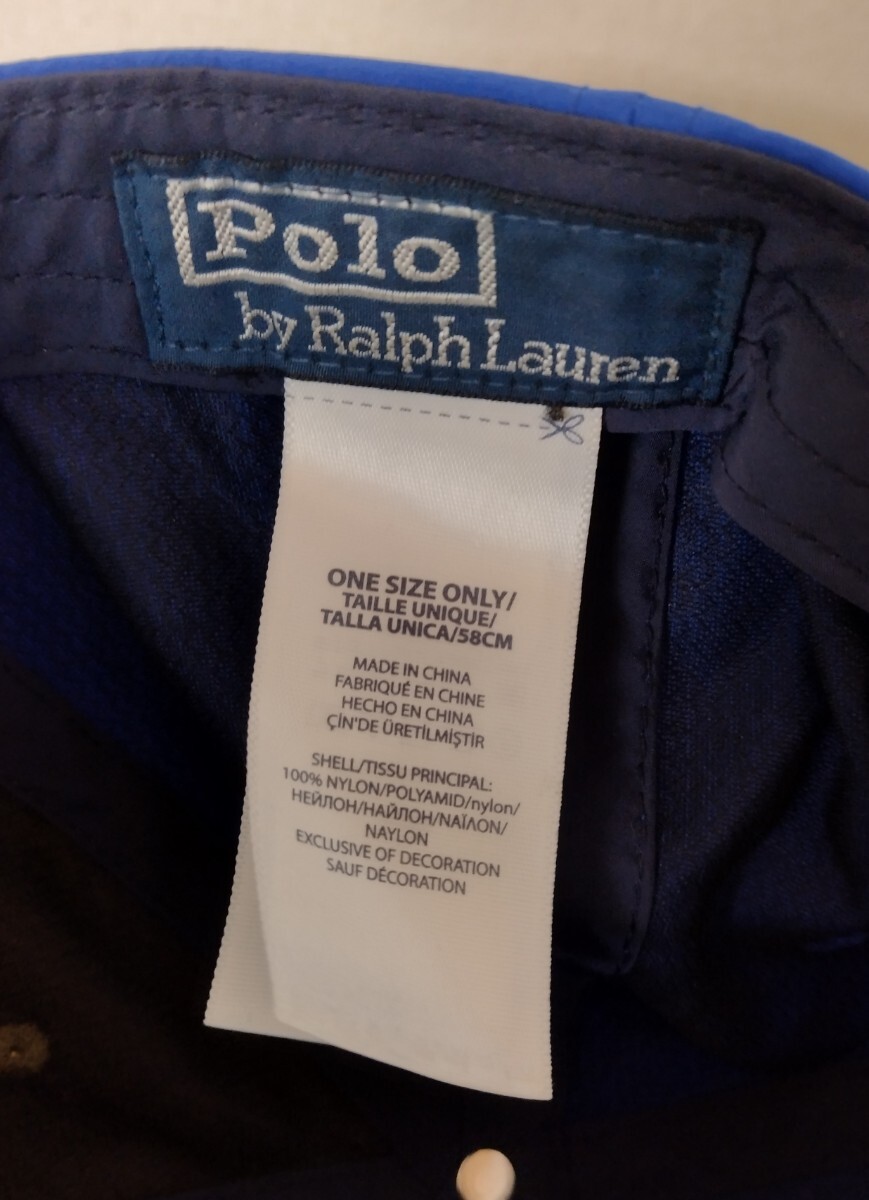 Polo
by Ralph Lauren
ONE SIZE ONLY/
TAILLE UNIQUE/
TALLA UNICA/58CM
MADE IN CHINA
FABRIQUÉ EN CHINE
HECHO EN CHINA
ÇİN'DE ÜRETİLMİŞTİR
SHELL/TISSU PRINCIPAL:
100% NYLON/POLYAMID/nylon/
НЕЙЛОН/НАЙЛОН/ΝΑΪΛΟΝ/
NAYLON
EXCLUSIVE OF DECORATION
SAUF DÉCORATION